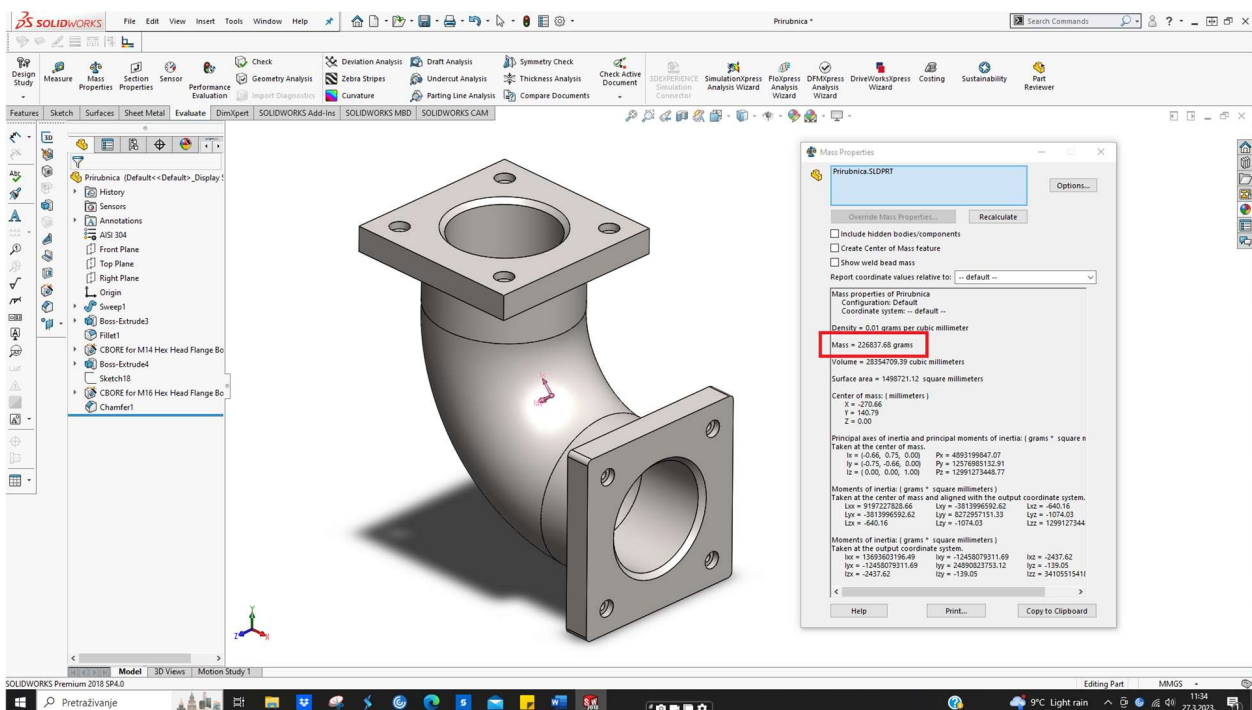 SOLIDWORKS File Edit View Insert Tools Window Help
Prirubnica *
Search Commands
Design Study
Measure
Mass Properties
Section Properties
Sensor
Performance Evaluation
Check
Geometry Analysis
Import Diagnostics
Deviation Analysis
Zebra Stripes
Curvature
Draft Analysis
Undercut Analysis
Parting Line Analysis
Symmetry Check
Thickness Analysis
Compare Documents
Check Active Document
3DEXPERIENCE Simulation Connector
SimulationXpress Analysis Wizard
FloXpress Analysis Wizard
DFMXpress Analysis Wizard
DriveWorksXpress Wizard
Costing
Sustainability
Part Reviewer
Features Sketch Surfaces Sheet Metal Evaluate DimXpert SOLIDWORKS Add-Ins SOLIDWORKS MBD SOLIDWORKS CAM
Prirubnica (Default<<Default>_Display S
History
Sensors
Annotations
AISI 304
Front Plane
Top Plane
Right Plane
Origin
Sweep1
Boss-Extrude3
Fillet1
CBORE for M14 Hex Head Flange Bo
Boss-Extrude4
Sketch18
CBORE for M16 Hex Head Flange Bo
Chamfer1
Mass Properties
Prirubnica.SLDPRT
Options...
Override Mass Properties...
Recalculate
Include hidden bodies/components
Create Center of Mass feature
Show weld bead mass
Report coordinate values relative to: -- default --
Mass properties of Prirubnica
Configuration: Default
Coordinate system: -- default --
Density = 0.01 grams per cubic millimeter
Mass = 226837.68 grams
Volume = 28354709.39 cubic millimeters
Surface area = 1498721.12 square millimeters
Center of mass: ( millimeters )
X = -270.66
Y = 140.79
Z = 0.00
Principal axes of inertia and principal moments of inertia: ( grams * square n
Taken at the center of mass.
Ix = (-0.66, 0.75, 0.00) Px = 4893199847.07
Iy = (-0.75, -0.66, 0.00) Py = 12576985132.91
Iz = ( 0.00, 0.00, 1.00) Pz = 12991273448.77
Moments of inertia: ( grams * square millimeters )
Taken at the center of mass and aligned with the output coordinate system.
Lxx = 9197227828.66 Lxy = -3813996592.62 Lxz = -640.16
Lyx = -3813996592.62 Lyy = 8272957151.33 Lyz = -1074.03
Lzx = -640.16 Lzy = -1074.03 Lzz = 1299127344
Moments of inertia: ( grams * square millimeters )
Taken at the output coordinate system.
Ixx = 13693603196.49 Ixy = -12458079311.69 Ixz = -2437.62
Iyx = -12458079311.69 Iyy = 24890823753.12 Iyz = -139.05
Izx = -2437.62 Izy = -139.05 Izz = 34105515418
Help
Print...
Copy to Clipboard
Model 3D Views Motion Study 1
SOLIDWORKS Premium 2018 SP4.0
Editing Part MMGS
Pretraživanje
9°C Light rain
11:34
27.3.2023.